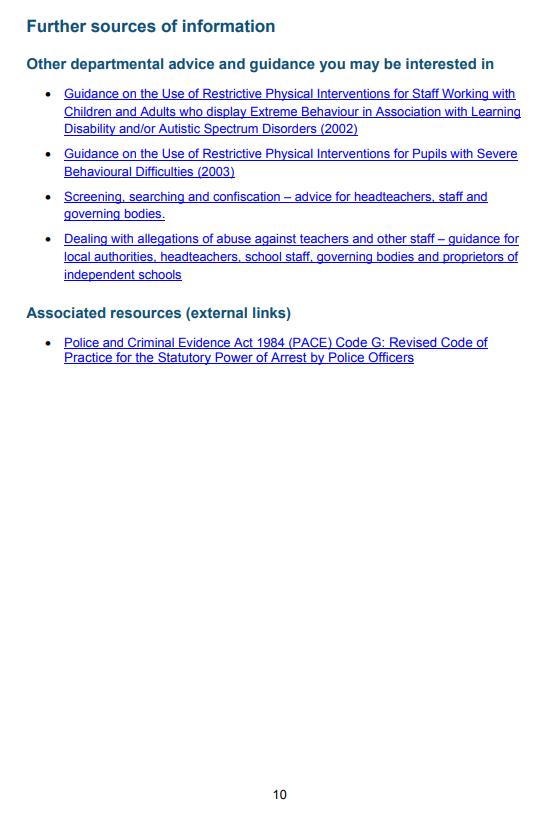 Further sources of information
Other departmental advice and guidance you may be interested in
• Guidance on the Use of Restrictive Physical Interventions for Staff Working with
Children and Adults who display Extreme Behaviour in Association with Learning
Disability and/or Autistic Spectrum Disorders (2002)
• Guidance on the Use of Restrictive Physical Interventions for Pupils with Severe
Behavioural Difficulties (2003)
• Screening, searching and confiscation – advice for headteachers, staff and
governing bodies.
• Dealing with allegations of abuse against teachers and other staff – guidance for
local authorities, headteachers, school staff, governing bodies and proprietors of
independent schools
Associated resources (external links)
• Police and Criminal Evidence Act 1984 (PACE) Code G: Revised Code of
Practice for the Statutory Power of Arrest by Police Officers
10